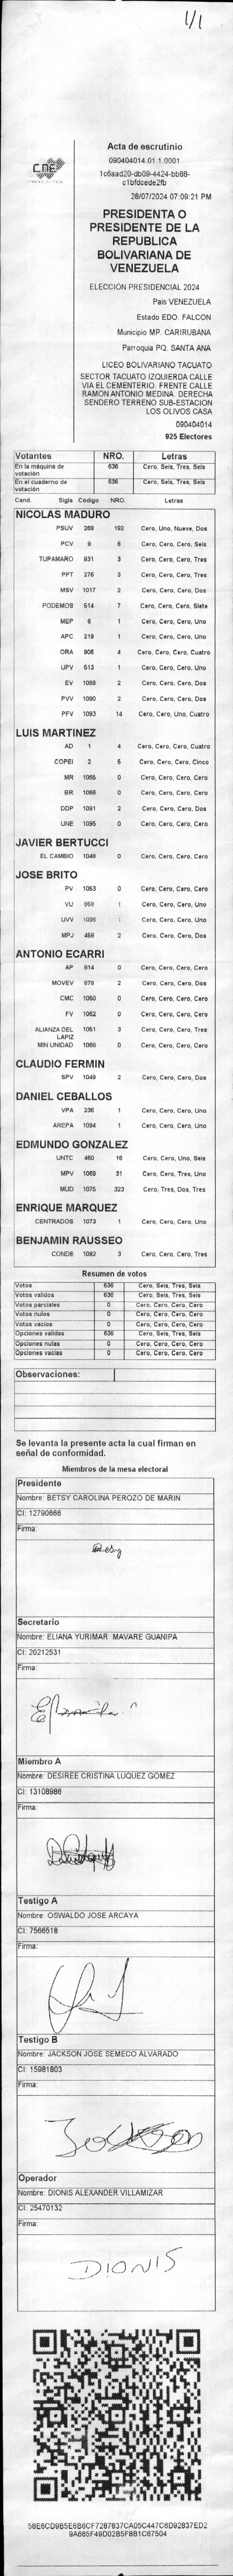 1/1
CNE
Acta de escrutinio
090404014.01.1.0001
1c6aad20-db09-4424-bb88-
c1bfdcede2fb
28/07/2024 07:09:21 PM
PRESIDENTA O
PRESIDENTE DE LA
REPUBLICA
BOLIVARIANA DE
VENEZUELA
ELECCIÓN PRESIDENCIAL 2024
Pais VENEZUELA
Estado EDO. FALCON
Municipio MP. CARIRUBANA
Parroquia PQ. SANTA ANA
LICEO BOLIVARIANO TACUATO
SECTOR TACUATO IZQUIERDA CALLE
VIA EL CEMENTERIO. FRENTE CALLE
RAMON ANTONIO MEDINA. DERECHA
SENDERO TERRENO SUB-ESTACION
LOS OLIVOS CASA
090404014
925 Electores
Votantes NRO. Letras
En la máquina de votación 636 Cero, Seis, Tres, Seis
En el cuaderno de votación 636 Cero, Seis, Tres, Seis
Cand. Sigla Código NRO. Letras
NICOLAS MADURO
PSUV 269 192 Cero, Uno, Nueve, Dos
PCV 9 6 Cero, Cero, Cero, Seis
TUPAMARO 931 3 Cero, Cero, Cero, Tres
PPT 276 3 Cero, Cero, Cero, Tres
MSV 1017 2 Cero, Cero, Cero, Dos
PODEMOS 514 7 Cero, Cero, Cero, Siete
MEP 6 1 Cero, Cero, Cero, Uno
APC 219 1 Cero, Cero, Cero, Uno
ORA 906 4 Cero, Cero, Cero, Cuatro
UPV 513 1 Cero, Cero, Cero, Uno
EV 1089 2 Cero, Cero, Cero, Dos
PVV 1090 2 Cero, Cero, Cero, Dos
PFV 1093 14 Cero, Cero, Uno, Cuatro
LUIS MARTINEZ
AD 1 4 Cero, Cero, Cero, Cuatro
COPEI 2 5 Cero, Cero, Cero, Cinco
MR 1065 0 Cero, Cero, Cero, Cero
BR 1066 0 Cero, Cero, Cero, Cero
DDP 1091 2 Cero, Cero, Cero, Dos
UNE 1095 0 Cero, Cero, Cero, Cero
JAVIER BERTUCCI
EL CAMBIO 1048 0 Cero, Cero, Cero, Cero
JOSE BRITO
PV 1053 0 Cero, Cero, Cero, Cero
VU 1 Cero, Cero, Cero, Uno
UVV 1 Cero, Cero, Cero, Uno
MPJ 458 2 Cero, Cero, Cero, Dos
ANTONIO ECARRI
AP 814 0 Cero, Cero, Cero, Cero
MOVEV 878 2 Cero, Cero, Cero, Dos
CMC 1050 0 Cero, Cero, Cero, Cero
FV 1052 0 Cero, Cero, Cero, Cero
ALIANZA DEL LAPIZ 1051 3 Cero, Cero, Cero, Tres
MIN UNIDAD 1068 0 Cero, Cero, Cero, Cero
CLAUDIO FERMIN
SPV 1049 2 Cero, Cero, Cero, Dos
DANIEL CEBALLOS
VPA 236 1 Cero, Cero, Cero, Uno
AREPA 1094 1 Cero, Cero, Cero, Uno
EDMUNDO GONZALEZ
UNTC 460 16 Cero, Cero, Uno, Seis
MPV 1069 31 Cero, Cero, Tres, Uno
MUD 1075 323 Cero, Tres, Dos, Tres
ENRIQUE MARQUEZ
CENTRADOS 1073 1 Cero, Cero, Cero, Uno
BENJAMIN RAUSSEO
CONDE 1092 3 Cero, Cero, Cero, Tres
Resumen de votos
Votos 636 Cero, Seis, Tres, Seis
Votos validos 636 Cero, Seis, Tres, Seis
Votos parciales 0 Cero, Cero, Cero, Cero
Votos nulos 0 Cero, Cero, Cero, Cero
Votos vacios 0 Cero, Cero, Cero, Cero
Opciones validas 636 Cero, Seis, Tres, Seis
Opciones nulas 0 Cero, Cero, Cero, Cero
Opciones vacias 0 Cero, Cero, Cero, Cero
Observaciones:
Se levanta la presente acta la cual firman en
señal de conformidad.
Miembros de la mesa electoral
Presidente
Nombre: BETSY CAROLINA PEROZO DE MARIN
CI: 12790666
Firma:
Betsy
Secretario
Nombre: ELIANA YURIMAR MAVARE GUANIPA
CI: 20212531
Firma:
Miembro A
Nombre: DESIREE CRISTINA LUQUEZ GOMEZ
CI: 13108986
Firma:
Testigo A
Nombre: OSWALDO JOSE ARCAYA
CI: 7566518
Firma:
Testigo B
Nombre: JACKSON JOSE SEMECO ALVARADO
CI: 15981803
Firma:
Jackson
Operador
Nombre: DIONIS ALEXANDER VILLAMIZAR
CI: 25470132
Firma:
DIONIS
58E6CD9B5E6B6CF7287837CA05C447C6D92837ED2
9A665F49D02B5F8B1C67504